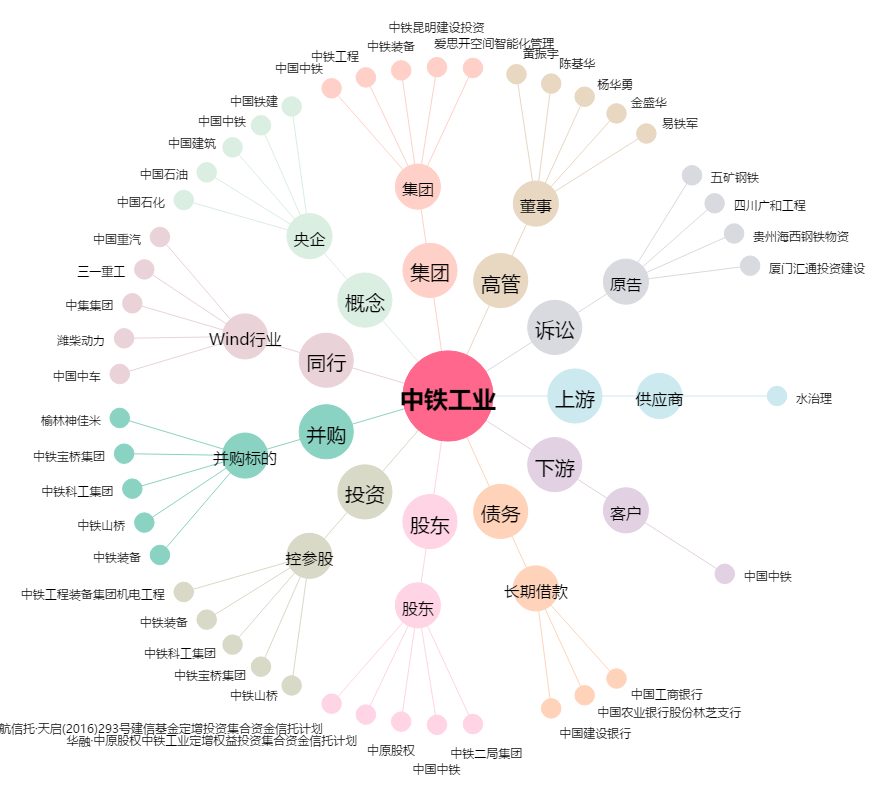 中铁昆明建设投资
爱思开空间智能化管理
中铁装备
黄振宇
中铁工程
陈基华
中国中铁
杨华勇
中国铁建
金盛华
中国中铁
易铁军
中国建筑
集团
中国石油
五矿钢铁
中国石化
董事
四川广和工程
中国重汽
央企
贵州海西钢铁物资
三一重工
集团
高管
原告
厦门汇通投资建设
中集集团
概念
诉讼
潍柴动力
Wind行业
同行
中国中车
中铁工业
上游
供应商
水治理
榆林神佳米
并购
中铁宝桥集团
并购标的
下游
中铁科工集团
投资
股东
债务
客户
中铁山桥
中铁装备
控参股
中国中铁
中铁工程装备集团机电工程
股东
长期借款
中铁装备
中铁科工集团
中铁宝桥集团
中铁山桥
中国工商银行
中国农业银行股份林芝支行
航信托·天启(2016)293号建信基金定增投资集合资金信托计划
中国建设银行
华融·中原股权中铁工业定增权益投资集合资金信托计划
中原股权
中铁二局集团
中国中铁